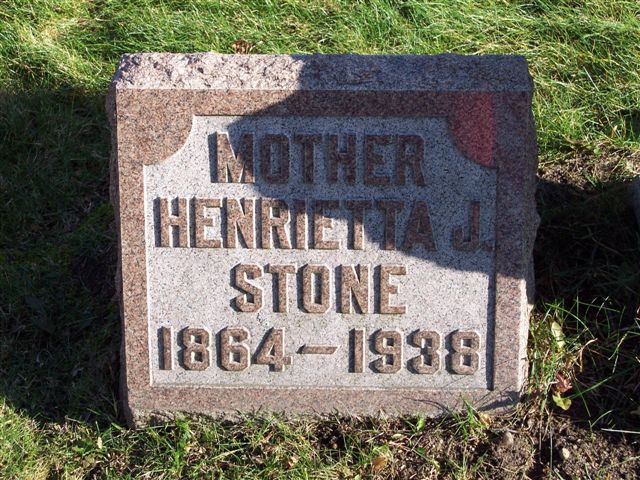 MOTHER
HENRIETTA J.
STONE
1864-1938